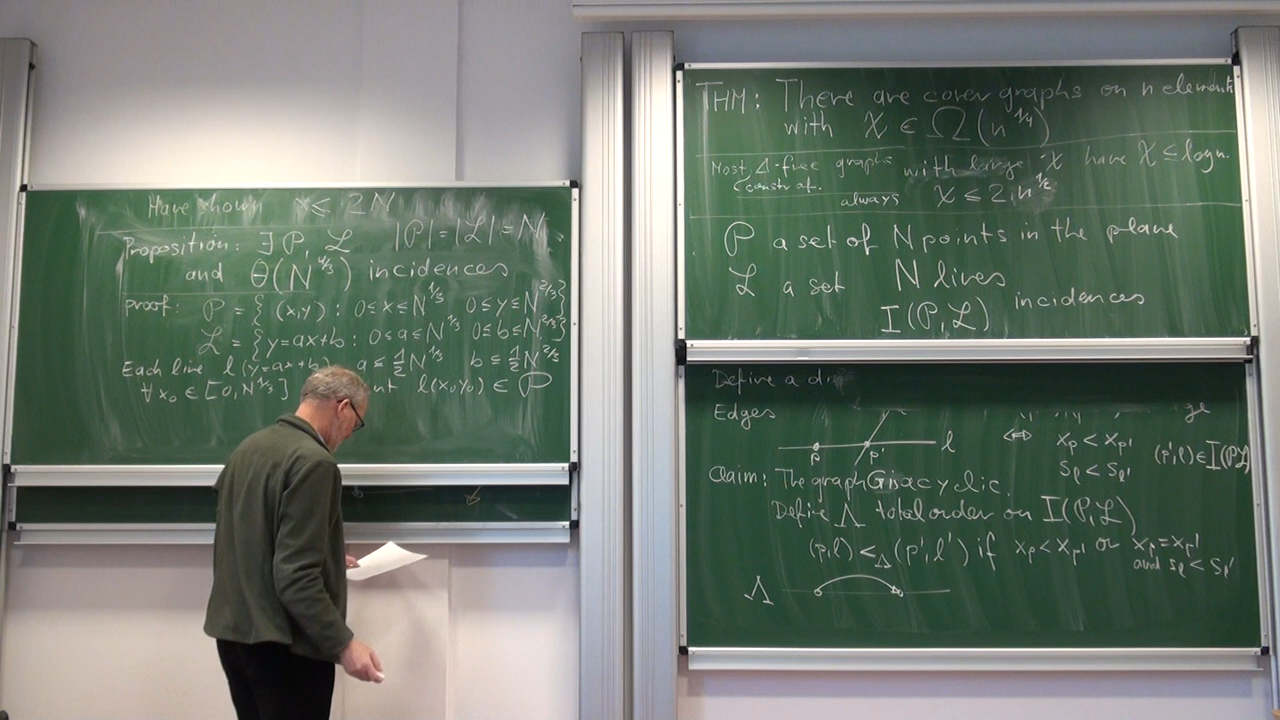 Have shown x ≤ 2N
Proposition: ∃ P, L |P| = |L| = N
and Θ(N^{4/3}) incidences
proof: P = { (x,y) : 0 ≤ x ≤ N^{1/3} 0 ≤ y ≤ N^{2/3} }
L = { y=ax+b : 0 ≤ a ≤ N^{1/3} 0 ≤ b ≤ N^{2/3} }
Each line l (y=ax+b) a ≤ ½N^{1/3} b ≤ ½N^{2/3}
∀ x₀ ∈ [0, N^{1/3}] l(x₀ y₀) ∈ P
THM: There are cover graphs on n elements
with χ ∈ Ω(n^{1/4})
Most Δ-free graphs with large χ have χ ≤ log n.
construct.
always χ ≤ 2 n^{1/2}
P a set of N points in the plane
L a set N lines
I(P,L) incidences
Define a
Edges
p p' l ⇔ x_p < x_p' (p',l) ∈ I(P,L)
s_l < s_l'
Claim: The graph G is acyclic.
Define Λ total order on I(P,L)
(p,l) <_Λ (p',l') if x_p < x_p' or x_p = x_p'
and s_l < s_l'
Λ